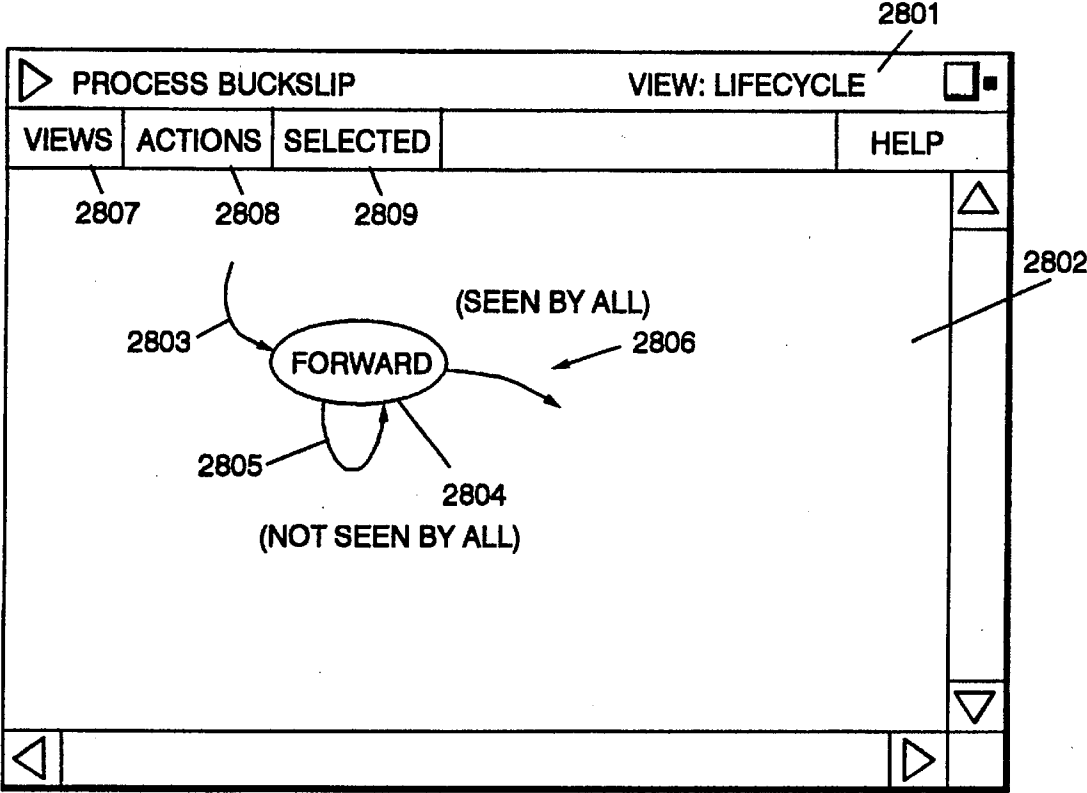 2801
PROCESS BUCKSLIP
VIEW: LIFECYCLE
VIEWS
ACTIONS
SELECTED
HELP
2807
2808
2809
2802
(SEEN BY ALL)
2803
2806
FORWARD
2805
2804
(NOT SEEN BY ALL)